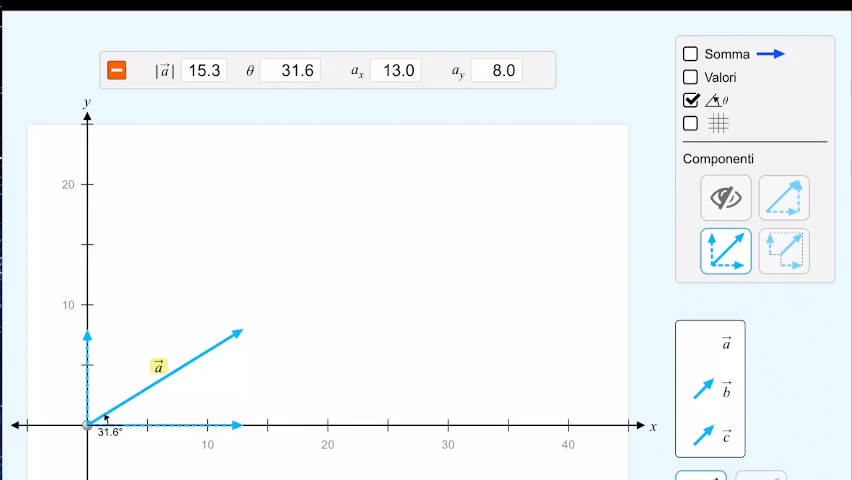 |a⃗| 15.3 θ 31.6 aₓ 13.0 a_y 8.0
Somma
Valori
θ
Componenti
y
20
10
a⃗
31.6°
x
10 20 30 40
a⃗
b⃗
c⃗